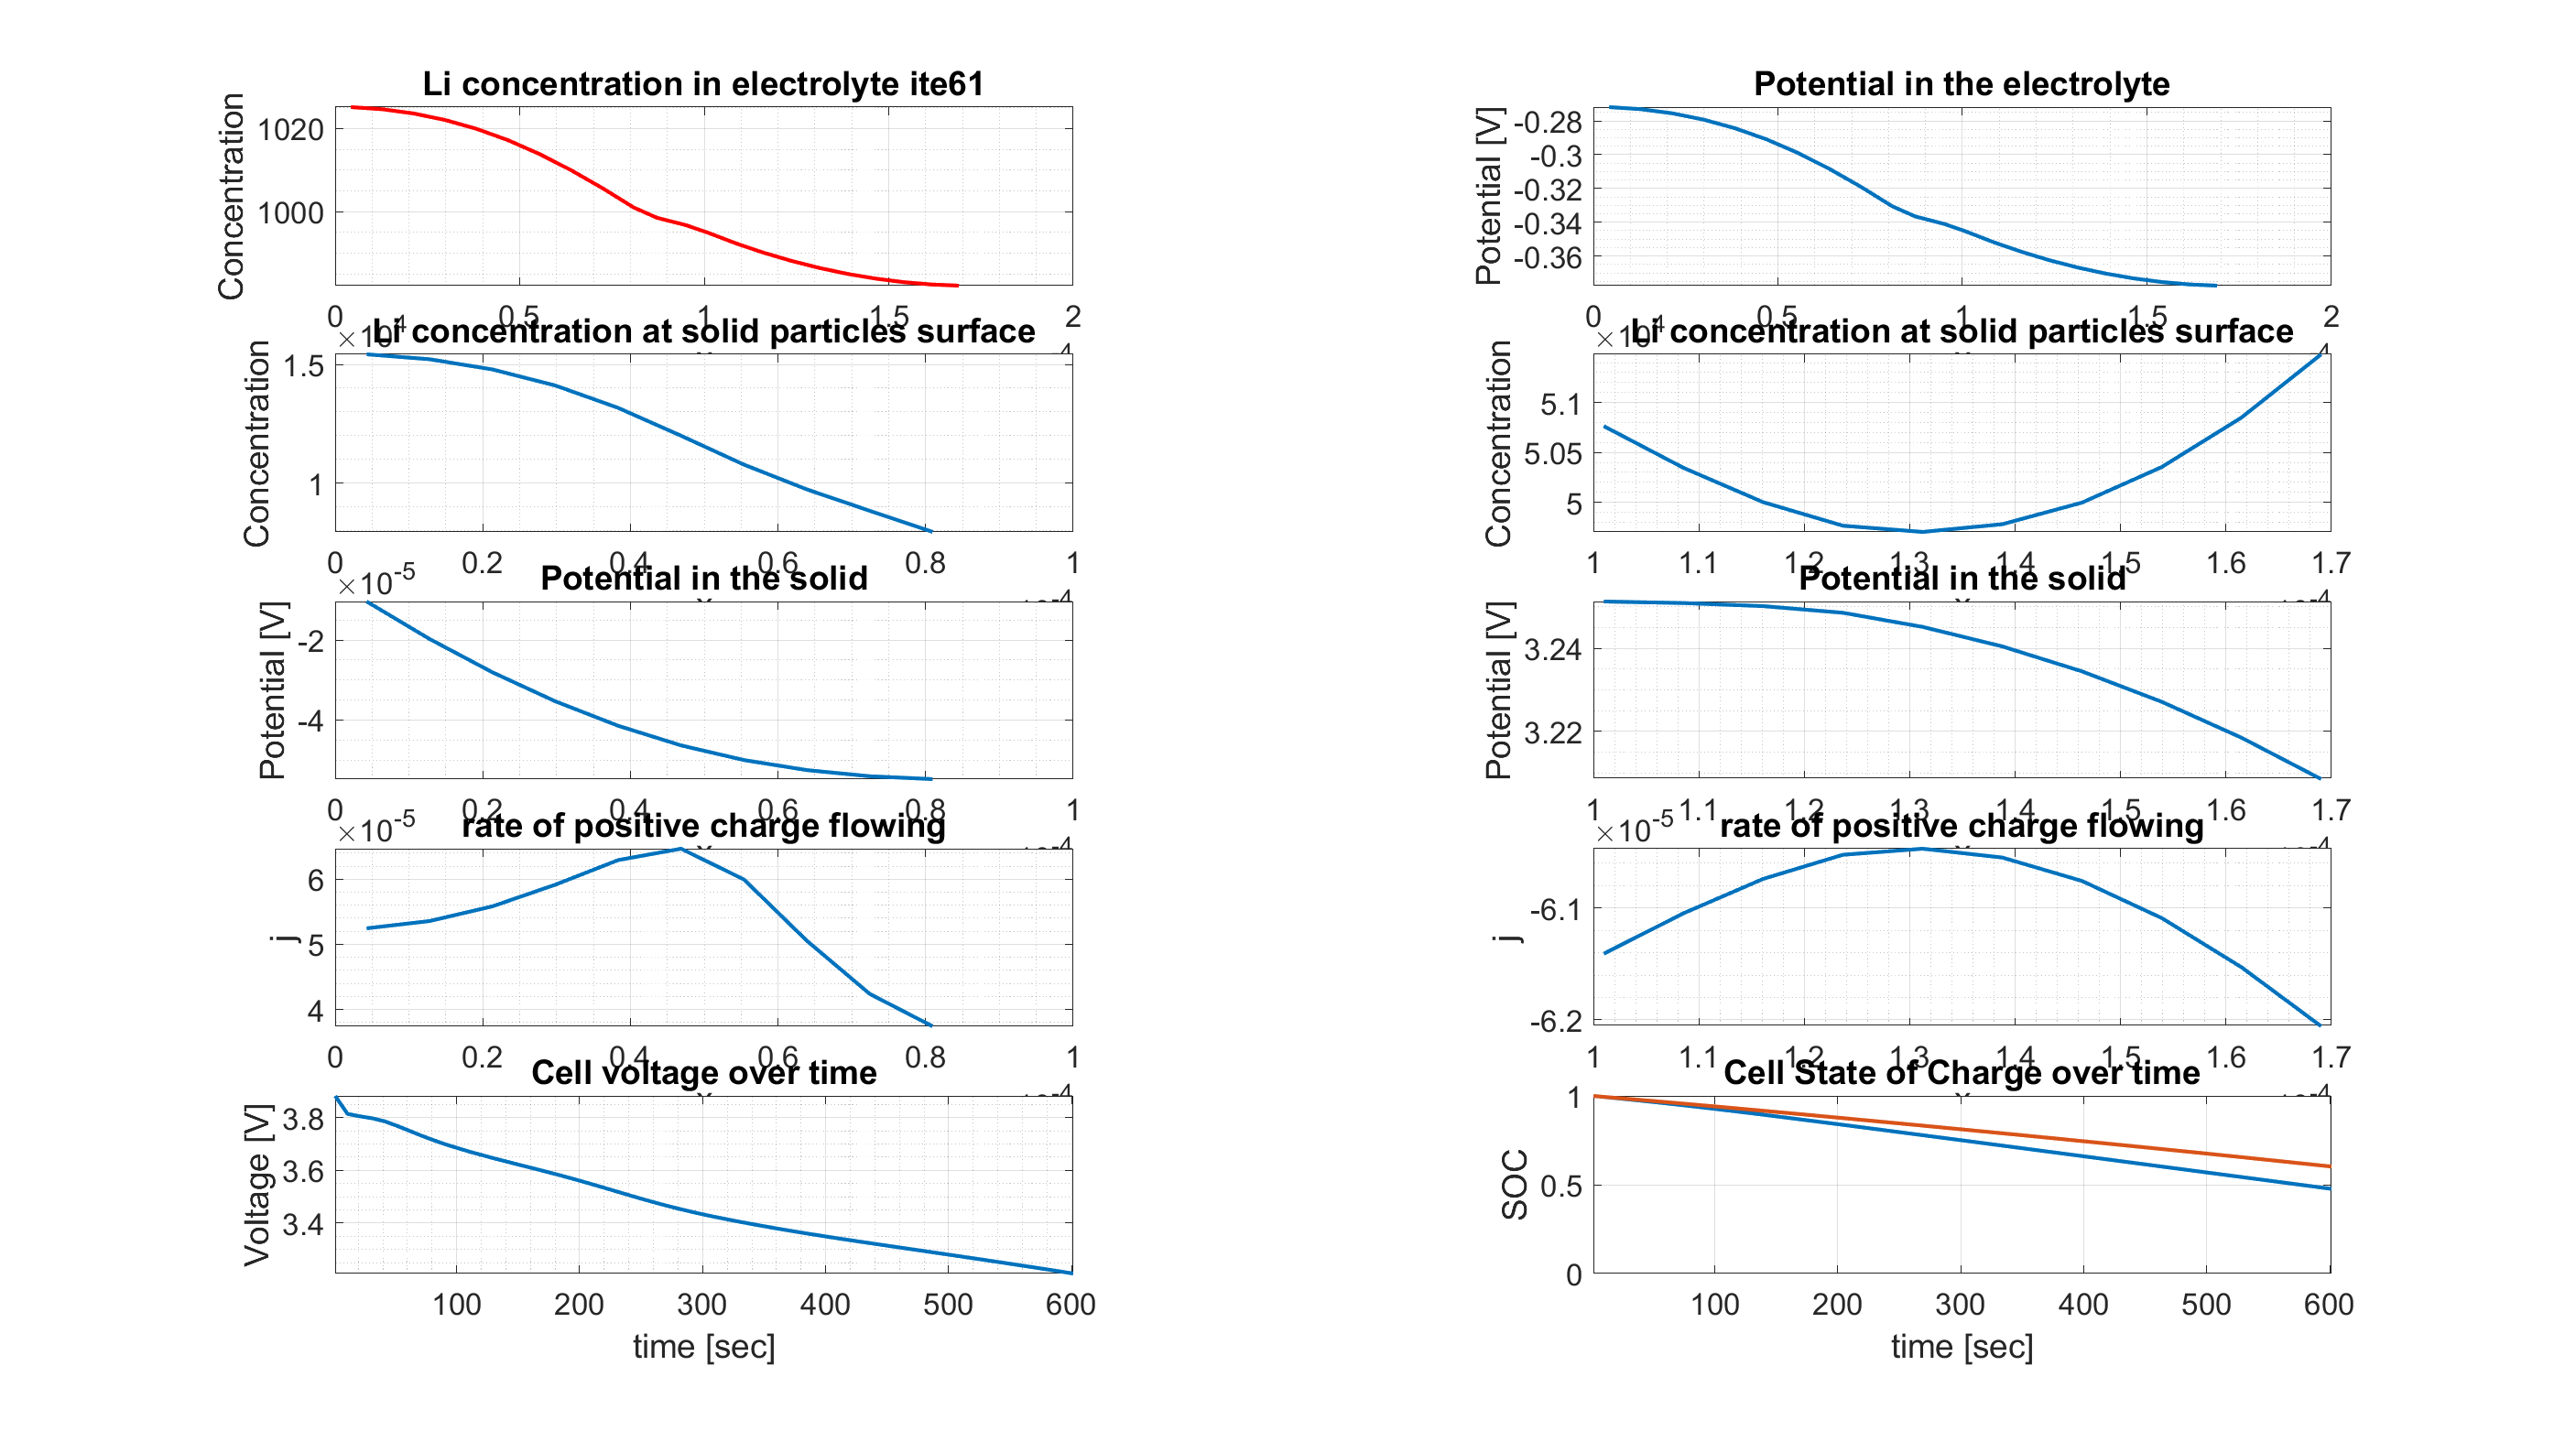 Li concentration in electrolyte ite61
Concentration
1020
1000
0 0.5 1 1.5 2
Potential in the electrolyte
Potential [V]
-0.28
-0.3
-0.32
-0.34
-0.36
0 0.5 1 1.5 2
Li concentration at solid particles surface
×10^4
Concentration
1.5
1
0 0.2 0.4 0.6 0.8 1
Li concentration at solid particles surface
×10^4
Concentration
5.1
5.05
5
1 1.1 1.2 1.3 1.4 1.5 1.6 1.7
Potential in the solid
×10^-5
Potential [V]
-2
-4
0 0.2 0.4 0.6 0.8 1
Potential in the solid
Potential [V]
3.24
3.22
1 1.1 1.2 1.3 1.4 1.5 1.6 1.7
rate of positive charge flowing
×10^-5
j
6
5
4
0 0.2 0.4 0.6 0.8 1
rate of positive charge flowing
×10^-5
j
-6.1
-6.2
1 1.1 1.2 1.3 1.4 1.5 1.6 1.7
Cell voltage over time
Voltage [V]
3.8
3.6
3.4
100 200 300 400 500 600
time [sec]
Cell State of Charge over time
SOC
1
0.5
0
100 200 300 400 500 600
time [sec]